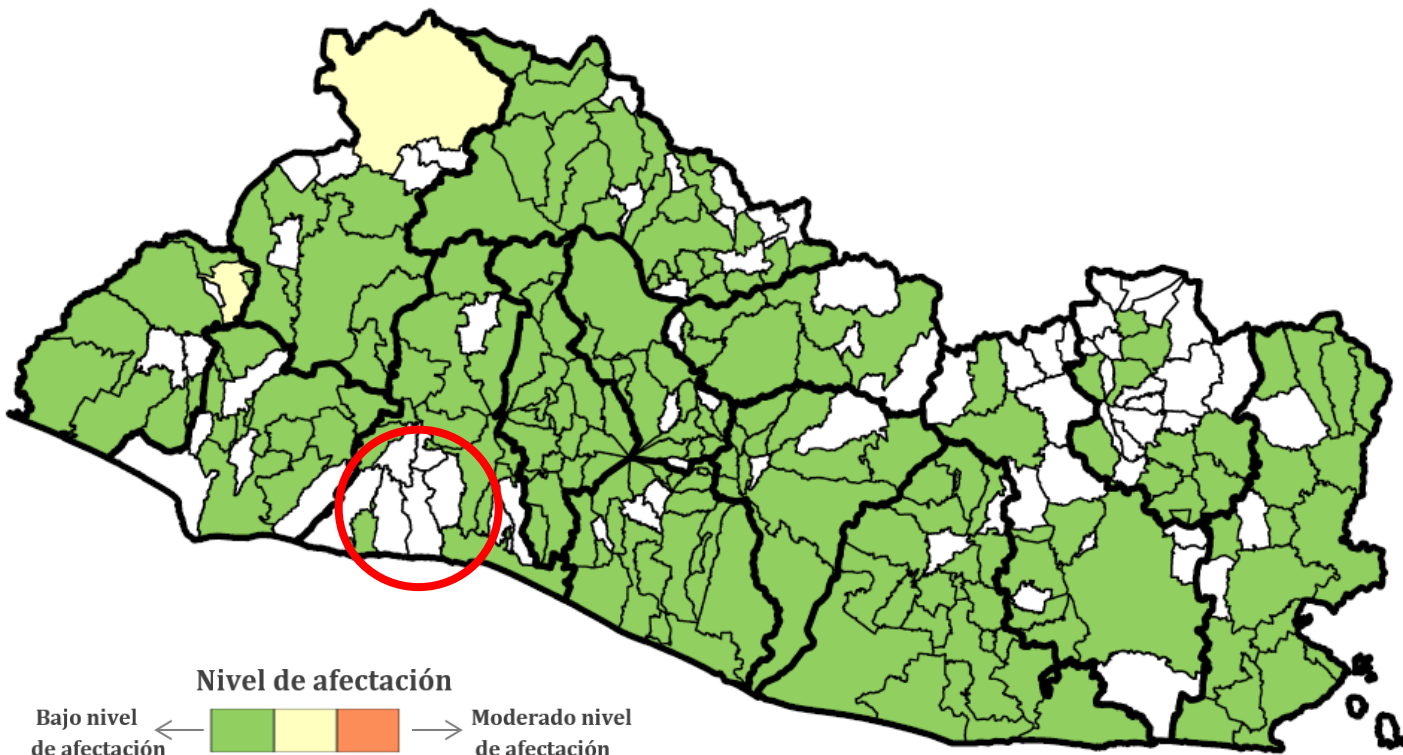 Nivel de afectación
Bajo nivel
de afectación
Moderado nivel
de afectación